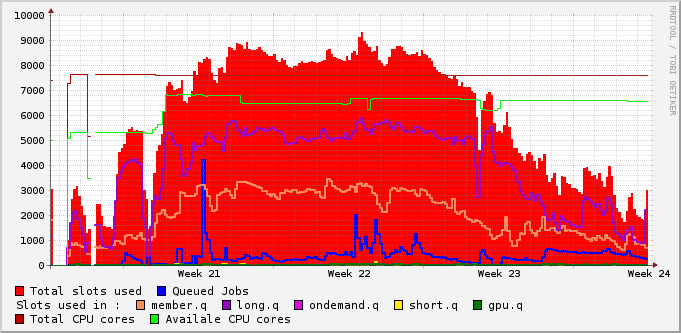 RRDTOOL / TOBI OETIKER
10000
9000
8000
7000
6000
5000
4000
3000
2000
1000
0
Week 21 Week 22 Week 23 Week 24
Total slots used Queued Jobs
Slots used in : member.q long.q ondemand.q short.q gpu.q
Total CPU cores Availale CPU cores